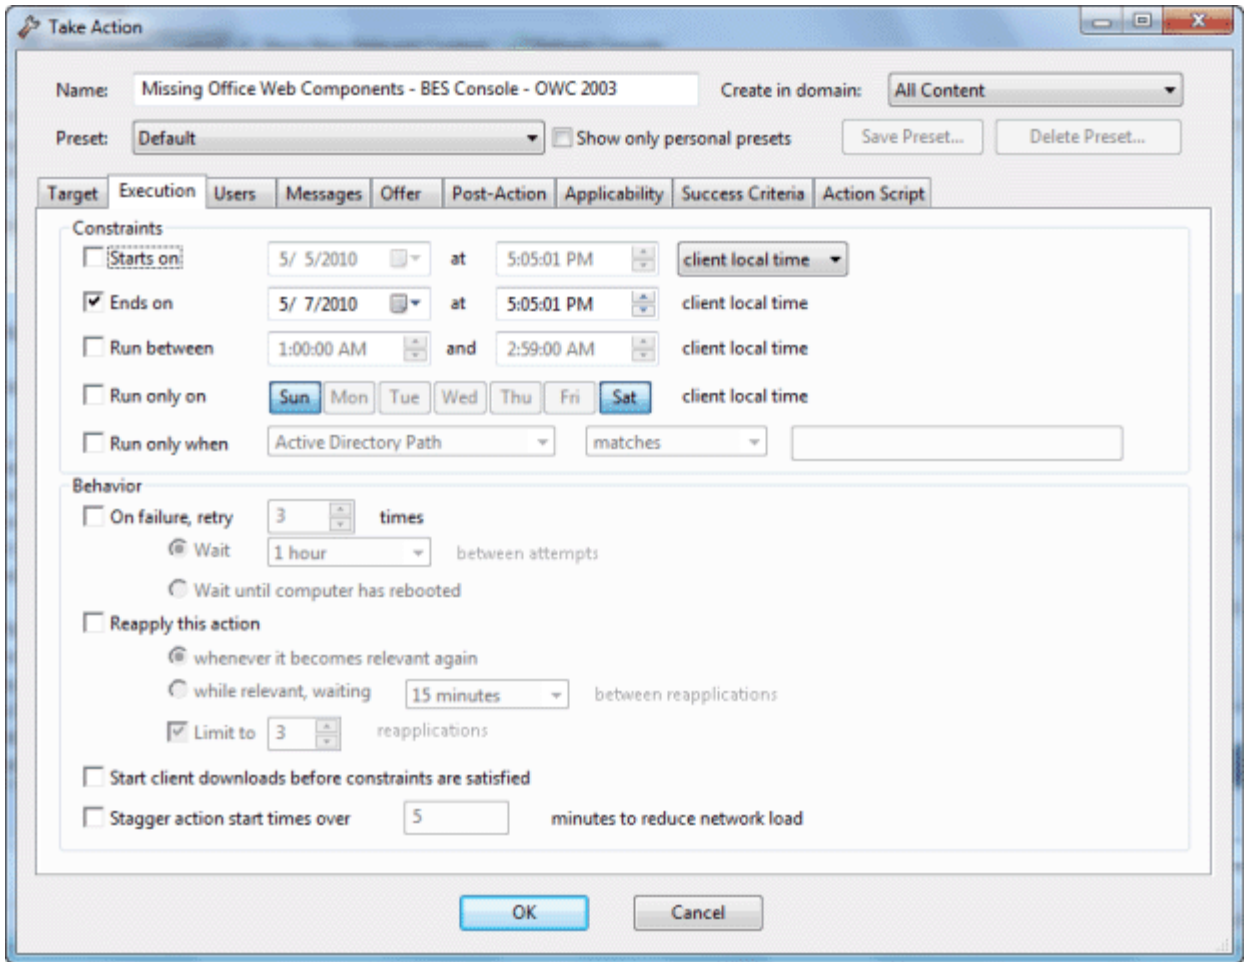 Take Action
Name: Missing Office Web Components - BES Console - OWC 2003 Create in domain: All Content
Preset: Default Show only personal presets Save Preset... Delete Preset...
Target Execution Users Messages Offer Post-Action Applicability Success Criteria Action Script
Constraints
Starts on 5/ 5/2010 at 5:05:01 PM client local time
Ends on 5/ 7/2010 at 5:05:01 PM client local time
Run between 1:00:00 AM and 2:59:00 AM client local time
Run only on Sun Mon Tue Wed Thu Fri Sat client local time
Run only when Active Directory Path matches
Behavior
On failure, retry 3 times
Wait 1 hour between attempts
Wait until computer has rebooted
Reapply this action
whenever it becomes relevant again
while relevant, waiting 15 minutes between reapplications
Limit to 3 reapplications
Start client downloads before constraints are satisfied
Stagger action start times over 5 minutes to reduce network load
OK Cancel